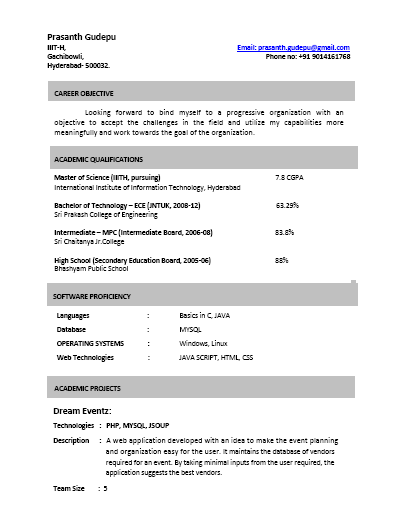 Prasanth Gudepu
IIIT-H, Email: prasanth.gudepu@gmail.com
Gachibowli, Phone no: +91 9014161768
Hyderabad- 500032.
CAREER OBJECTIVE
Looking forward to bind myself to a progressive organization with an
objective to accept the challenges in the field and utilize my capabilities more
meaningfully and work towards the goal of the organization.
ACADEMIC QUALIFICATIONS
Master of Science (IIITH, pursuing) 7.8 CGPA
International Institute of Information Technology, Hyderabad
Bachelor of Technology – ECE (JNTUK, 2008-12) 63.29%
Sri Prakash College of Engineering
Intermediate – MPC (Intermediate Board, 2006-08) 83.8%
Sri Chaitanya Jr.College
High School (Secondary Education Board, 2005-06) 88%
Bhashyam Public School
SOFTWARE PROFICIENCY
Languages : Basics in C, JAVA
Database : MYSQL
OPERATING SYSTEMS : Windows, Linux
Web Technologies : JAVA SCRIPT, HTML, CSS
ACADEMIC PROJECTS
Dream Eventz:
Technologies : PHP, MYSQL, JSOUP
Description : A web application developed with an idea to make the event planning
and organization easy for the user. It maintains the database of vendors
required for an event. By taking minimal inputs from the user required, the
application suggests the best vendors.
Team Size : 5